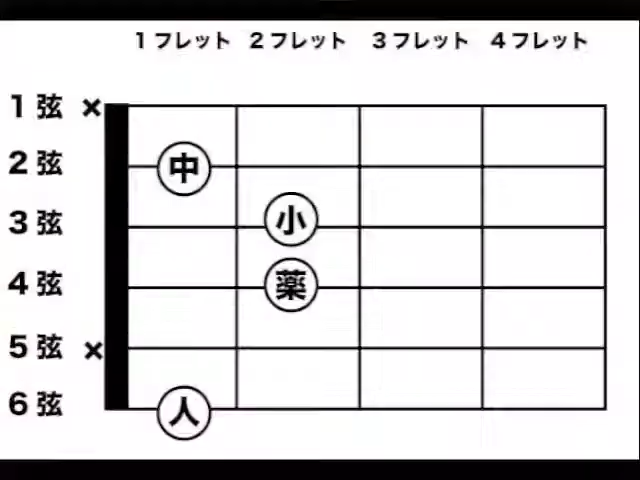 1フレット 2フレット 3フレット 4フレット
1弦 ×
2弦 中
3弦 小
4弦 薬
5弦 ×
6弦 人